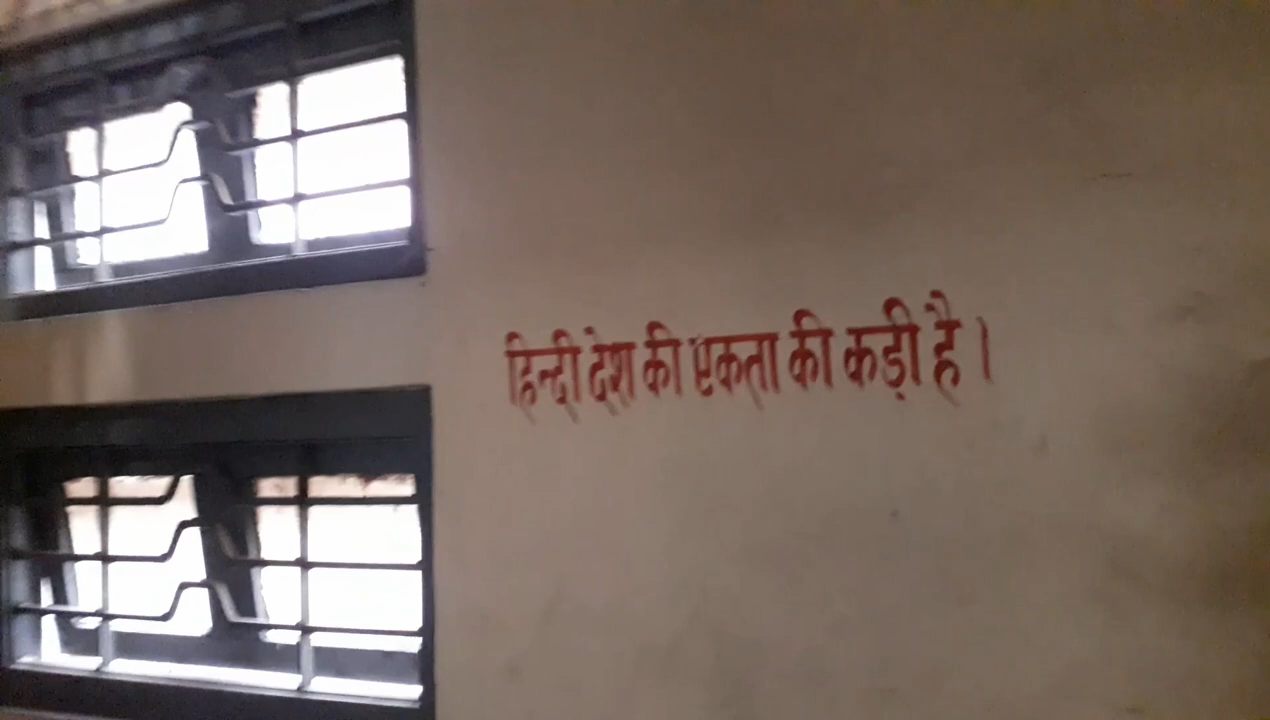 हिन्दी देश की एकता की कड़ी है ।